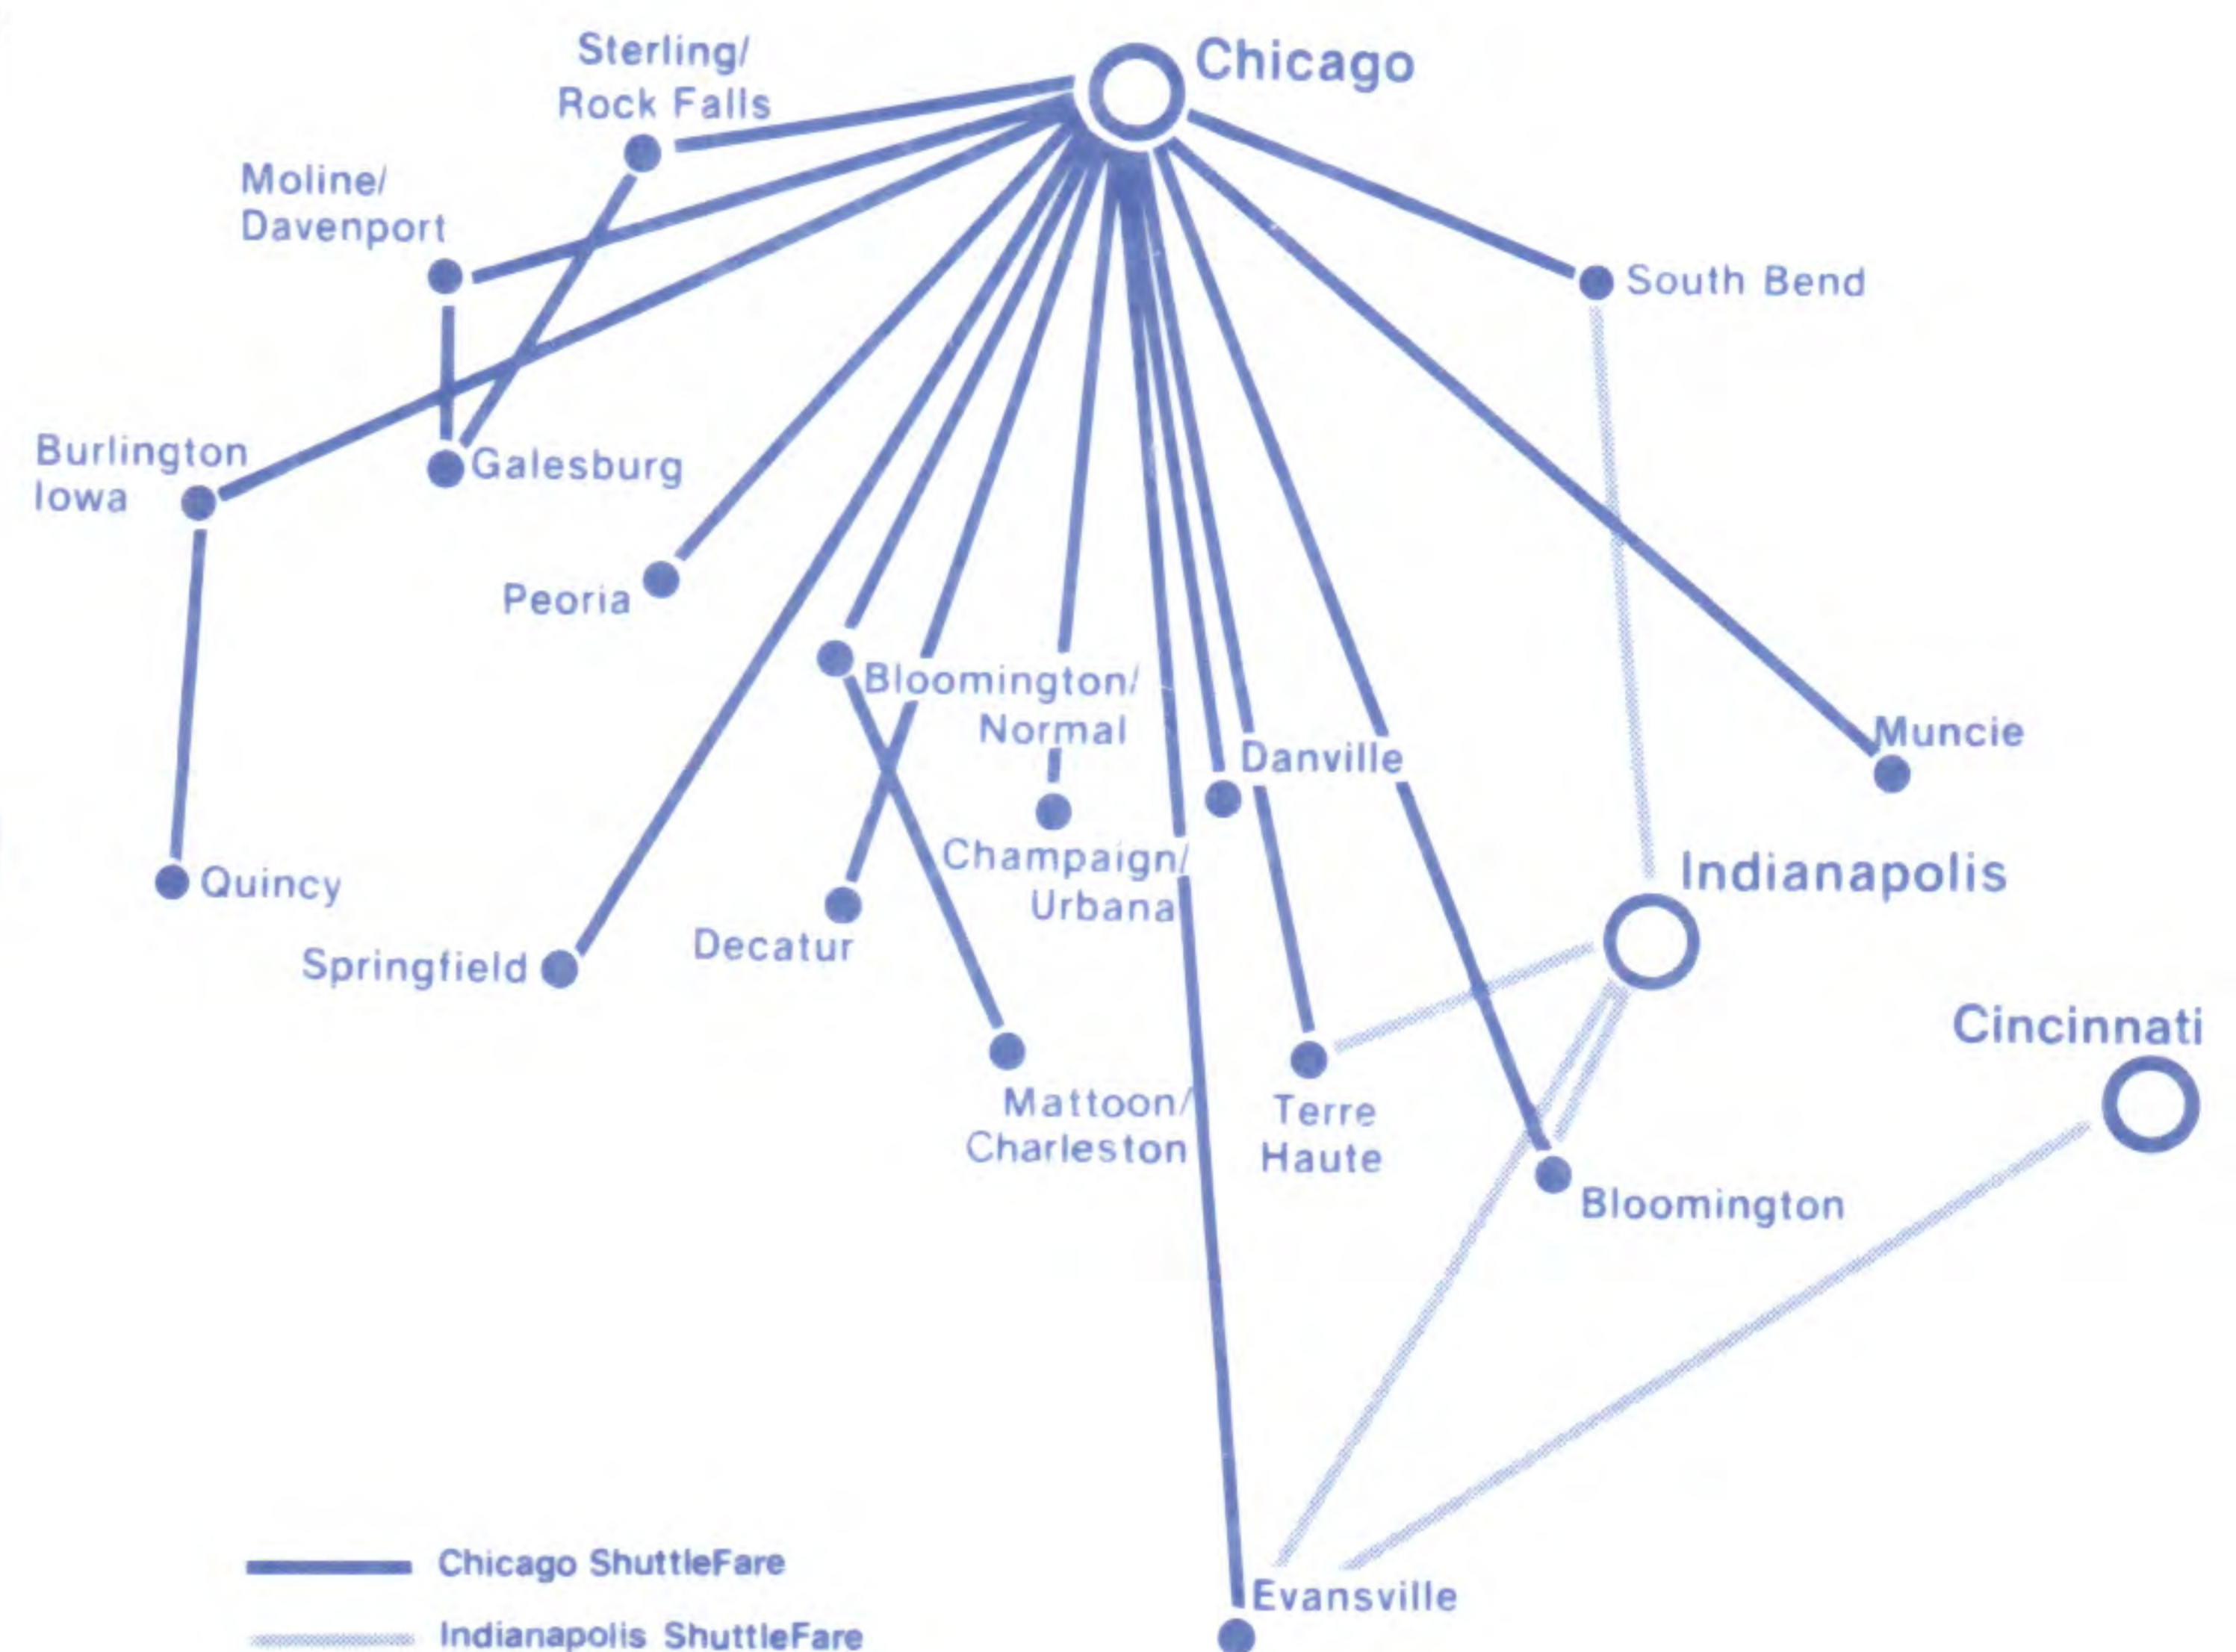 Sterling/
Rock Falls
Chicago
Moline/
Davenport
South Bend
Burlington
Iowa
Galesburg
Peoria
Bloomington/
Normal
Danville
Muncie
Champaign/
Urbana
Indianapolis
Quincy
Decatur
Springfield
Cincinnati
Mattoon/
Charleston
Terre
Haute
Bloomington
Evansville
Chicago ShuttleFare
Indianapolis ShuttleFare